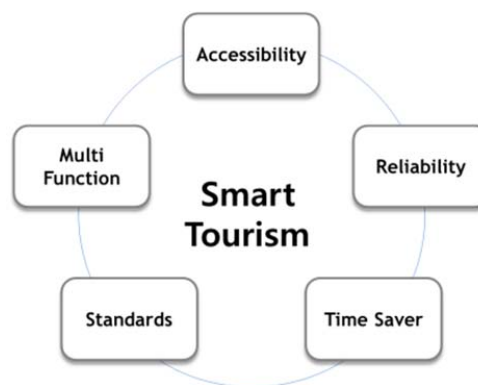 Accessibility
Multi
Function
Reliability
Smart
Tourism
Standards
Time Saver